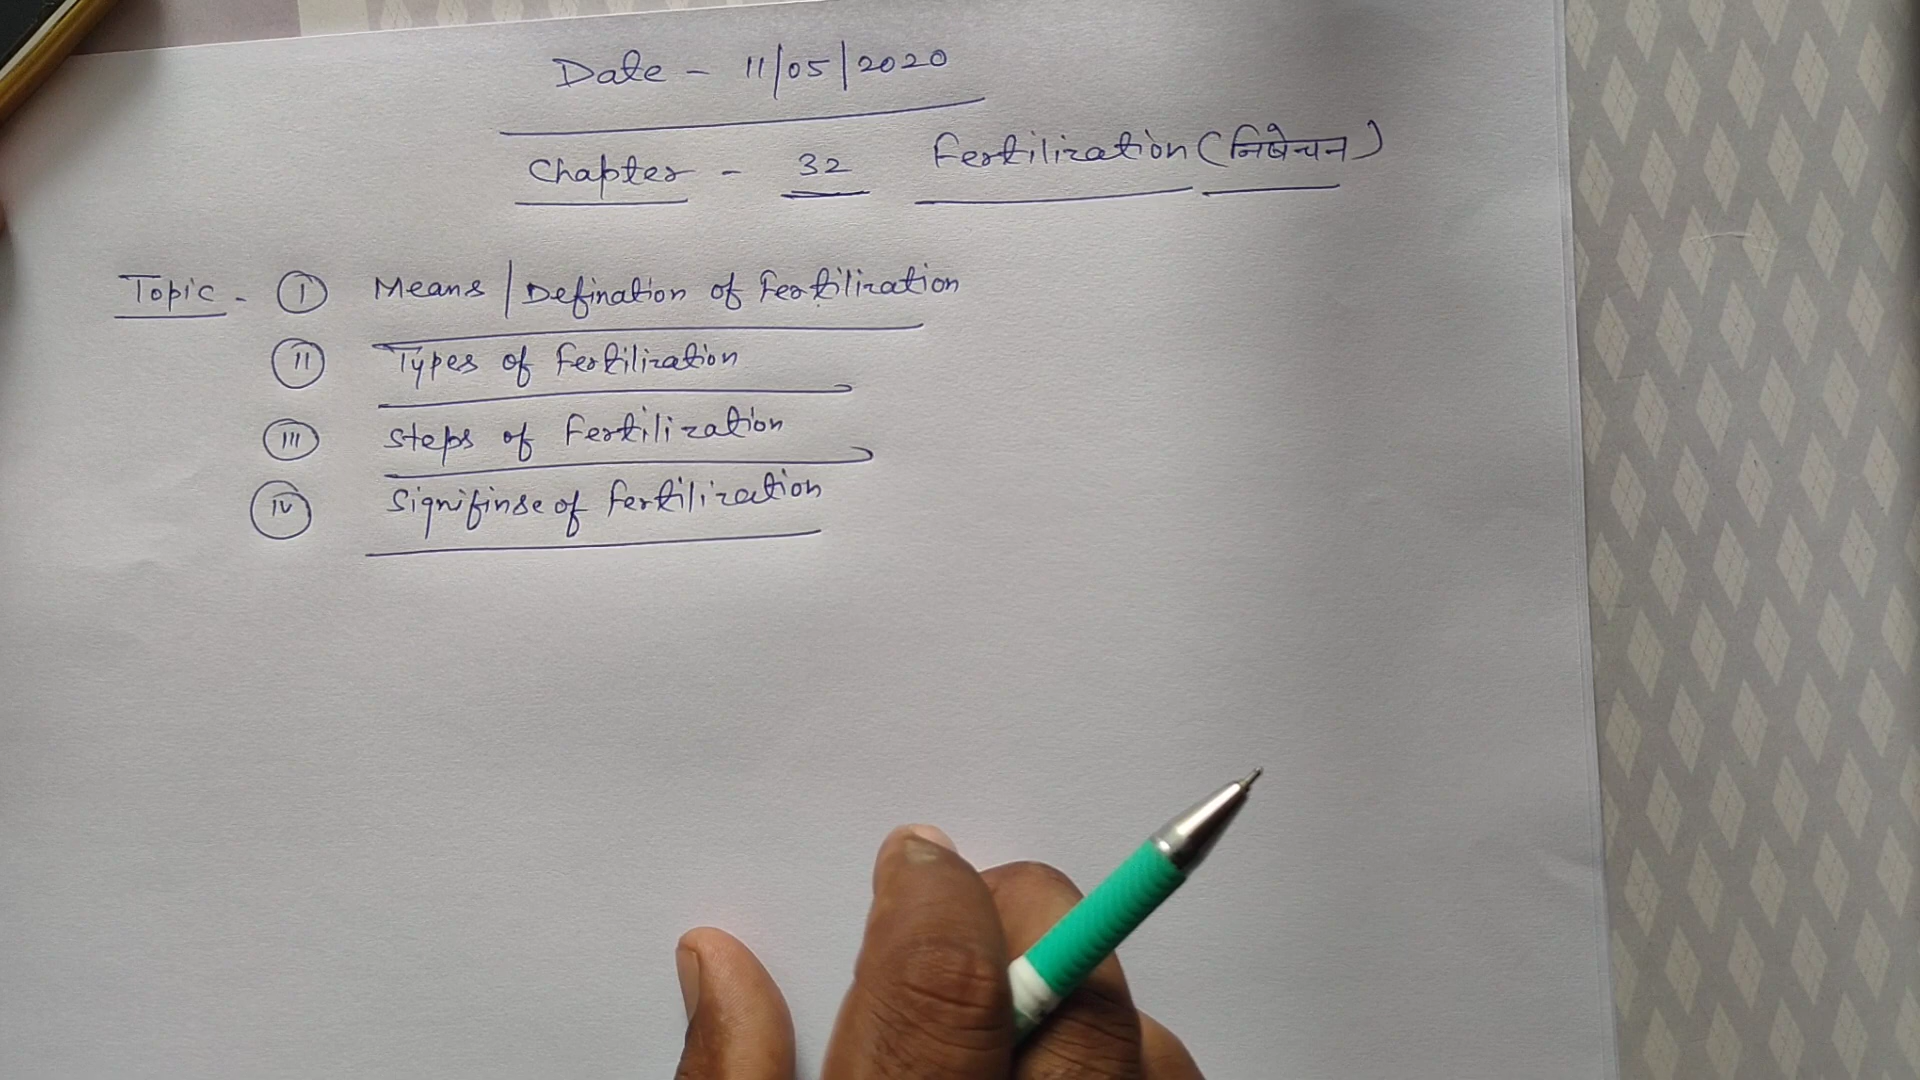 Date - 11/05/2020
Chapter - 32 Fertilization (निषेचन)
Topic - (I) Means / Defination of Fertilization
(II) Types of Fertilization
(III) Steps of Fertilization
(IV) Signifinse of Fertilization